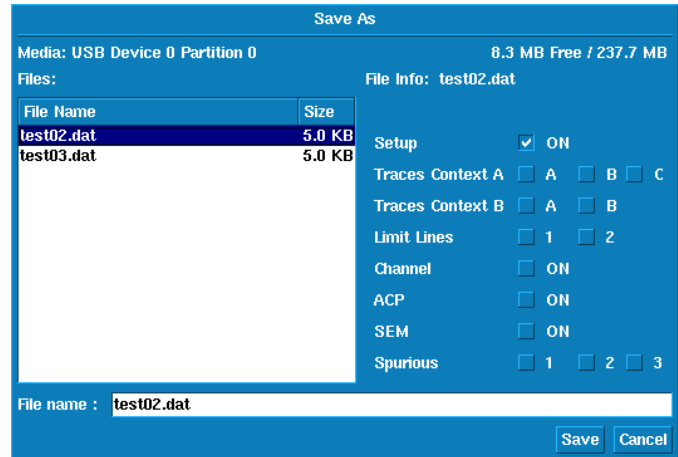 Save As
Media: USB Device 0 Partition 0 8.3 MB Free / 237.7 MB
Files: File Info: test02.dat
File Name Size
test02.dat 5.0 KB
test03.dat 5.0 KB
Setup ON
Traces Context A A B C
Traces Context B A B
Limit Lines 1 2
Channel ON
ACP ON
SEM ON
Spurious 1 2 3
File name : test02.dat
Save Cancel